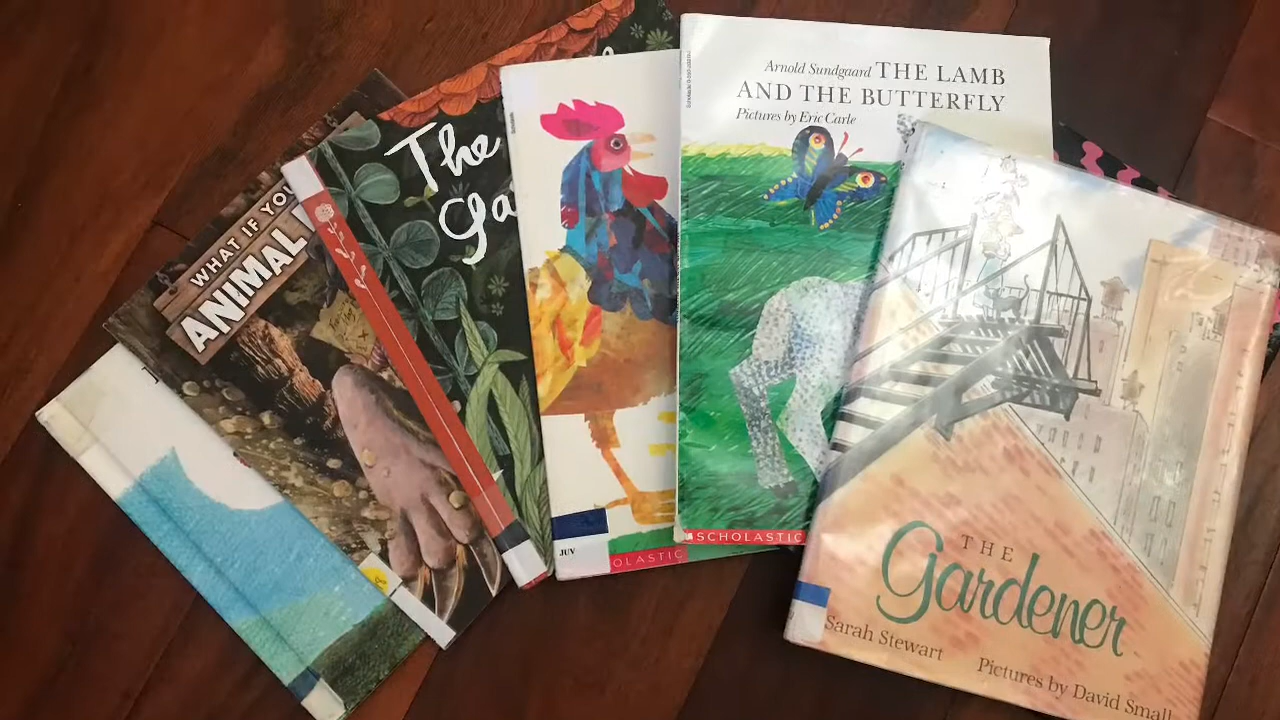 WHAT IF YOU
ANIMAL
The
Ga
JUV
OLASTIC
Arnold Sundgaard THE LAMB
AND THE BUTTERFLY
Pictures by Eric Carle
SCHOLASTIC
THE
Gardener
Sarah Stewart
Pictures by David Small